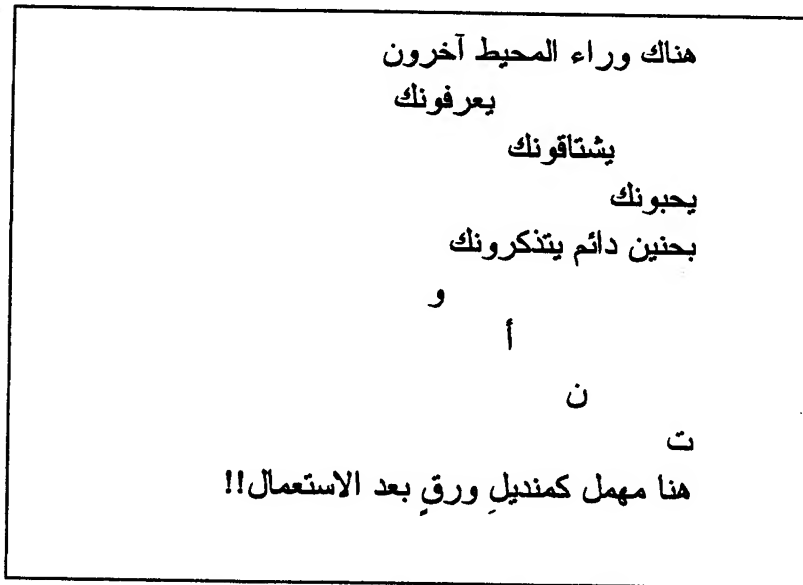 هناك وراء المحيط آخرون
يعرفونك
يشتاقونك
يحبونك
بحنين دائم يتذكرونك
و
أ
ن
ت
هنا مهمل كمنديلِ ورقٍ بعد الاستعمال!!